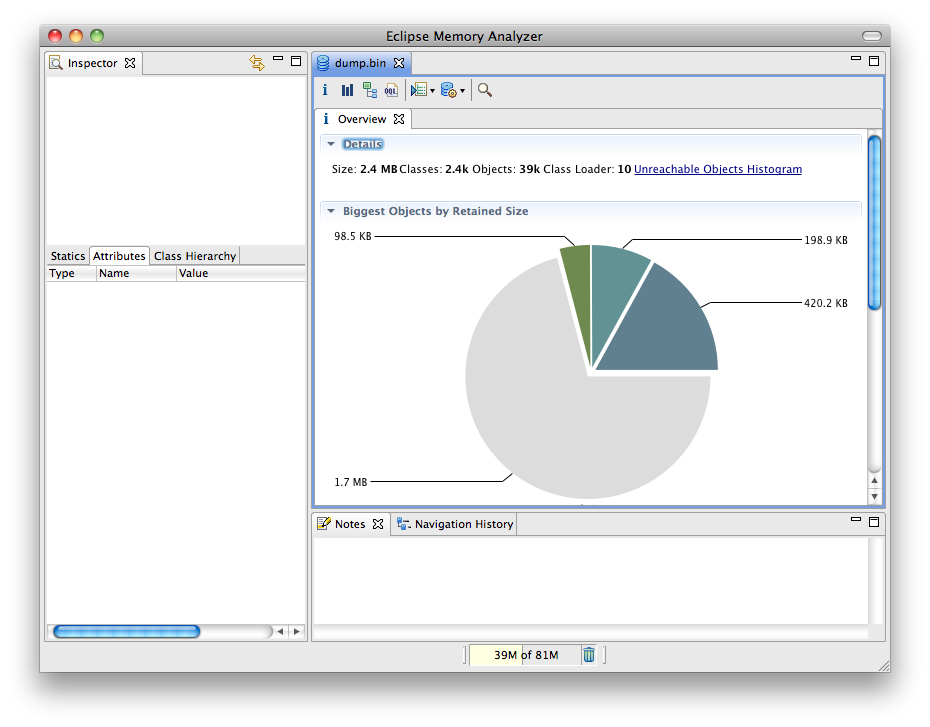 Eclipse Memory Analyzer
Inspector
Statics Attributes Class Hierarchy
Type Name Value
dump.bin
i OQL
i Overview
Details
Size: 2.4 MB Classes: 2.4k Objects: 39k Class Loader: 10 Unreachable Objects Histogram
Biggest Objects by Retained Size
98.5 KB
198.9 KB
420.2 KB
1.7 MB
Notes Navigation History
39M of 81M